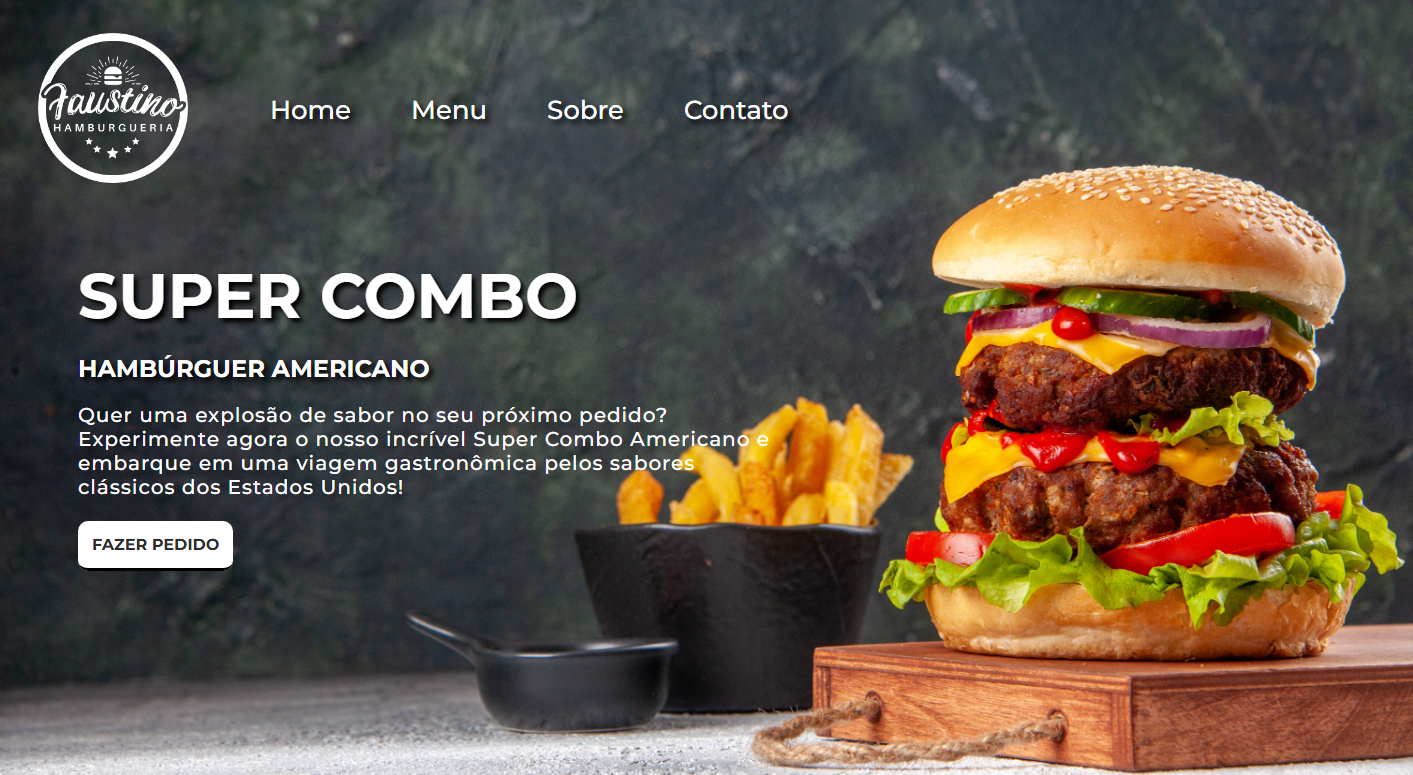 Faustino
HAMBURGUERIA
Home Menu Sobre Contato
SUPER COMBO
HAMBÚRGUER AMERICANO
Quer uma explosão de sabor no seu próximo pedido?
Experimente agora o nosso incrível Super Combo Americano e
embarque em uma viagem gastronômica pelos sabores
clássicos dos Estados Unidos!
FAZER PEDIDO